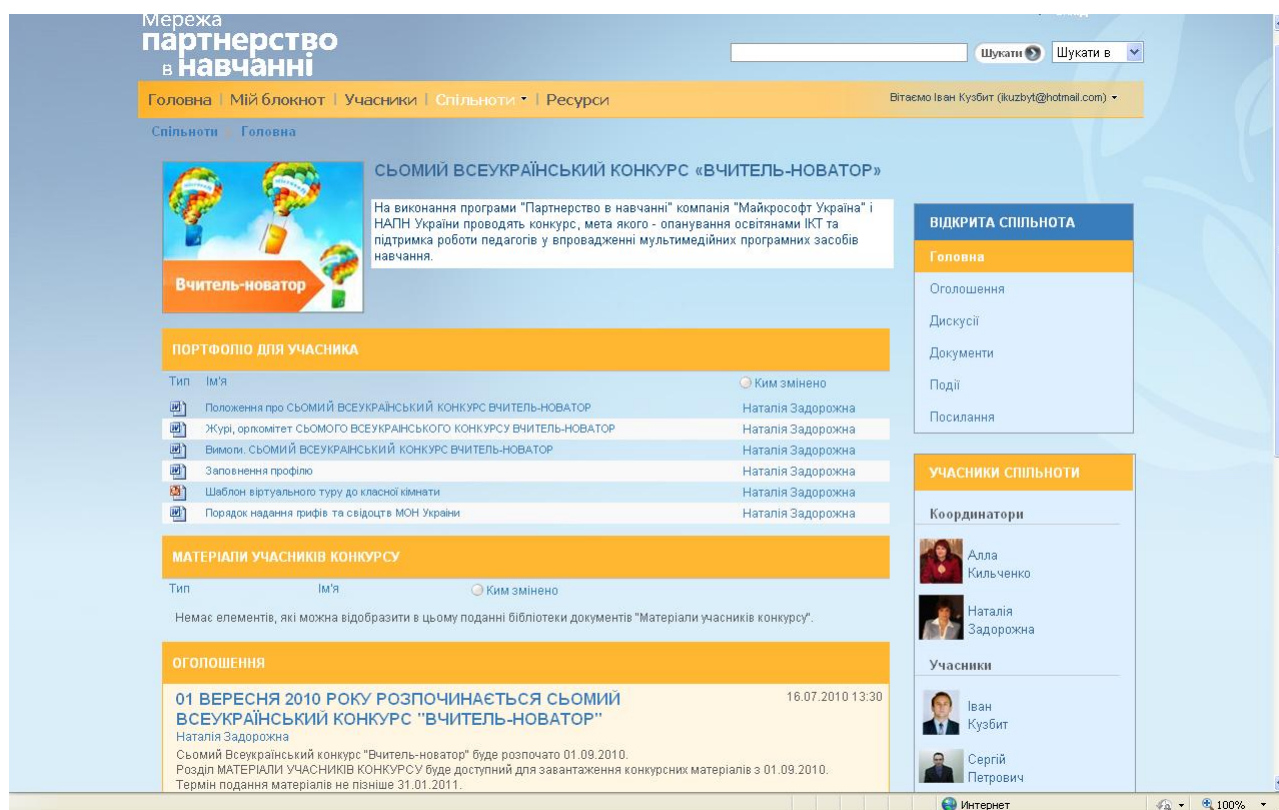 Мережа
партнерство
в навчанні
Шукати
Шукати в
Головна | Мій блокнот | Учасники | Спільноти | Ресурси
Вітаємо Іван Кузбит (ikuzbyt@hotmail.com)
Спільноти Головна
Вчитель-новатор
СЬОМИЙ ВСЕУКРАЇНСЬКИЙ КОНКУРС «ВЧИТЕЛЬ-НОВАТОР»
На виконання програми "Партнерство в навчанні" компанія "Майкрософт Україна" і
НАПН України проводять конкурс, мета якого - опанування освітянами ІКТ та
підтримка роботи педагогів у впровадженні мультимедійних програмних засобів
навчання.
ПОРТФОЛІО ДЛЯ УЧАСНИКА
Тип Ім'я Ким змінено
Положення про СЬОМИЙ ВСЕУКРАЇНСЬКИЙ КОНКУРС ВЧИТЕЛЬ-НОВАТОР Наталія Задорожна
Журі, оргкомітет СЬОМОГО ВСЕУКРАЇНСЬКОГО КОНКУРСУ ВЧИТЕЛЬ-НОВАТОР Наталія Задорожна
Вимоги. СЬОМИЙ ВСЕУКРАЇНСЬКИЙ КОНКУРС ВЧИТЕЛЬ-НОВАТОР Наталія Задорожна
Заповнення профілю Наталія Задорожна
Шаблон віртуального туру до класної кімнати Наталія Задорожна
Порядок надання грифів та свідоцтв МОН України Наталія Задорожна
МАТЕРІАЛИ УЧАСНИКІВ КОНКУРСУ
Тип Ім'я Ким змінено
Немає елементів, які можна відобразити в цьому поданні бібліотеки документів "Матеріали учасників конкурсу".
ОГОЛОШЕННЯ
01 ВЕРЕСНЯ 2010 РОКУ РОЗПОЧИНАЄТЬСЯ СЬОМИЙ 16.07.2010 13:30
ВСЕУКРАЇНСЬКИЙ КОНКУРС "ВЧИТЕЛЬ-НОВАТОР"
Наталія Задорожна
Сьомий Всеукраїнський конкурс "Вчитель-новатор" буде розпочато 01.09.2010.
Розділ МАТЕРІАЛИ УЧАСНИКІВ КОНКУРСУ буде доступний для завантаження конкурсних матеріалів з 01.09.2010.
Термін подання матеріалів не пізніше 31.01.2011.
ВІДКРИТА СПІЛЬНОТА
Головна
Оголошення
Дискусії
Документи
Події
Посилання
УЧАСНИКИ СПІЛЬНОТИ
Координатори
Алла
Кильченко
Наталія
Задорожна
Учасники
Іван
Кузбит
Сергій
Петрович
Интернет
100%